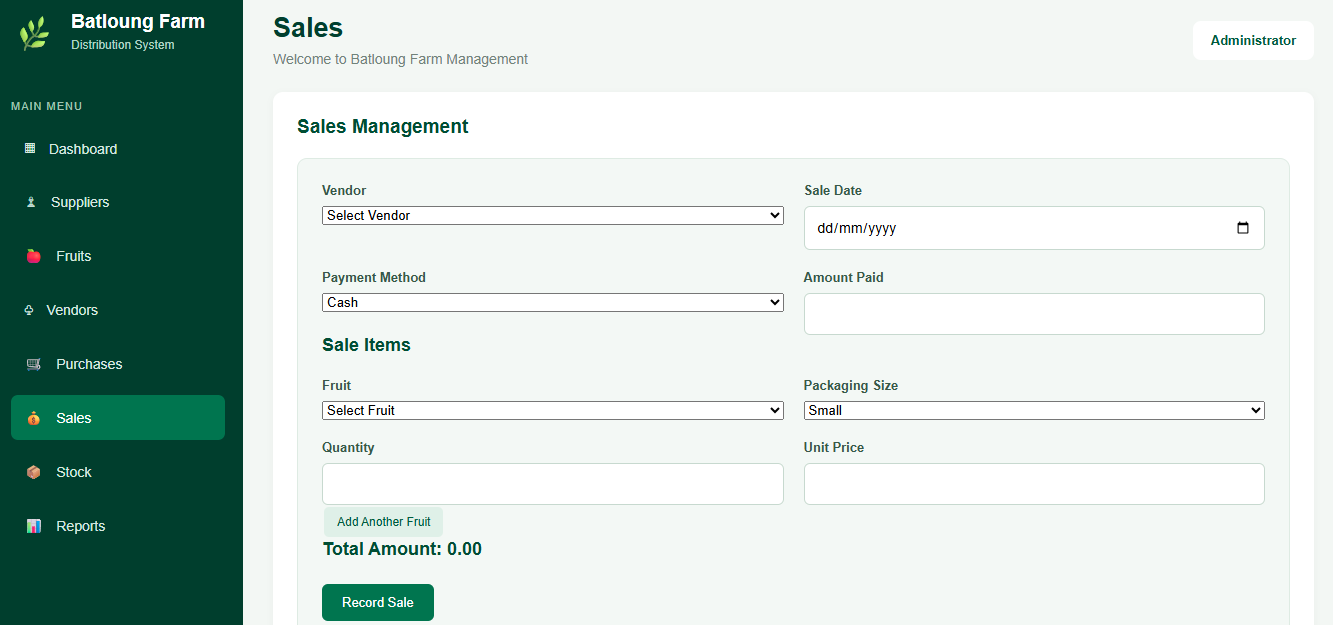 Batloung Farm
Distribution System
MAIN MENU
Dashboard
Suppliers
Fruits
Vendors
Purchases
Sales
Stock
Reports
Sales
Welcome to Batloung Farm Management
Administrator
Sales Management
Vendor
Select Vendor
Sale Date
dd/mm/yyyy
Payment Method
Cash
Amount Paid
Sale Items
Fruit
Select Fruit
Packaging Size
Small
Quantity
Unit Price
Add Another Fruit
Total Amount: 0.00
Record Sale